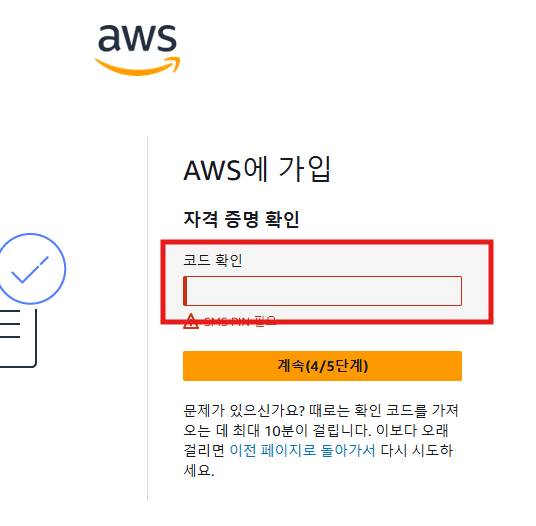 aws
AWS에 가입
자격 증명 확인
코드 확인
SMS PIN 필요
계속(4/5단계)
문제가 있으신가요? 때로는 확인 코드를 가져
오는 데 최대 10분이 걸립니다. 이보다 오래
걸리면 이전 페이지로 돌아가서 다시 시도하
세요.